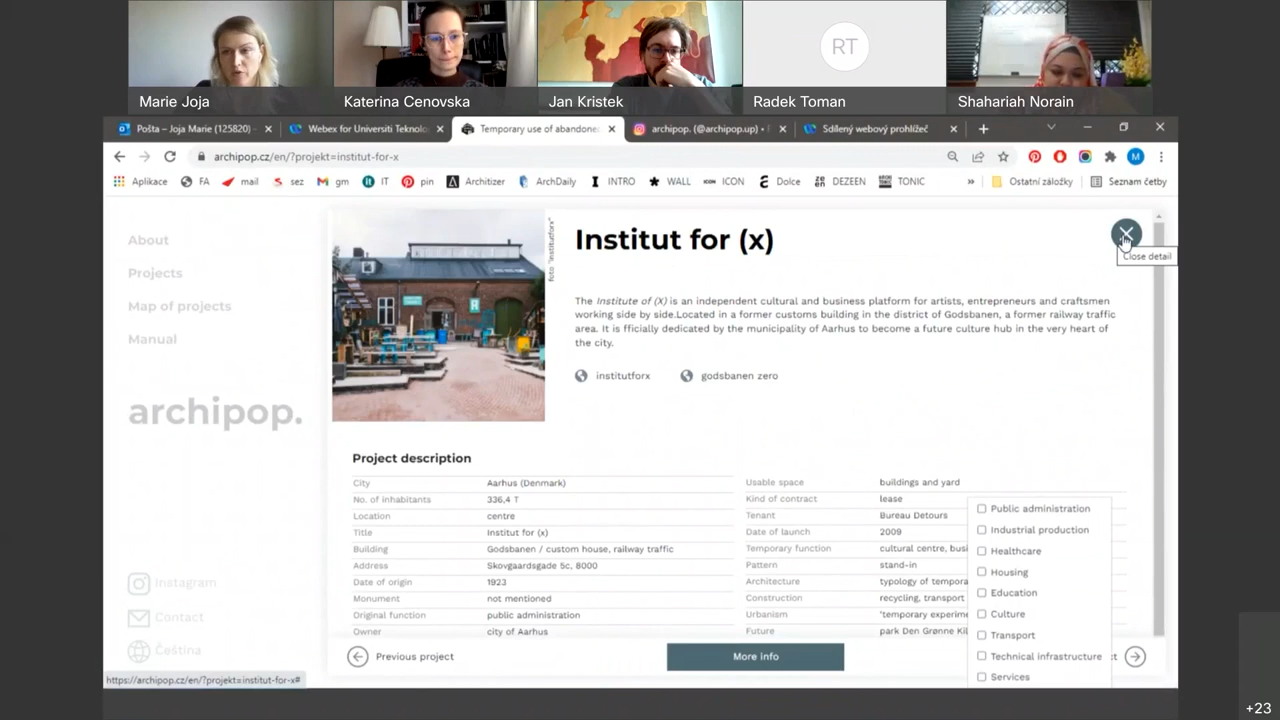 RT
Marie Joja
Katerina Cenovska
Jan Kristek
Radek Toman
Shahariah Norain
Pošta – Joja Marie (125820) -
Webex for Universiti Teknolo
Temporary use of abandone
archipop. (@archipop.up) •
Sdílený webový prohlížeč
archipop.cz/en/?projekt=institut-for-x
M
Aplikace
FA
mail
sez
gm
IT
pin
Architizer
ArchDaily
INTRO
WALL
ICON
Dolce
DEZEEN
TONIC
»
Ostatní záložky
Seznam četby
About
Projects
Map of projects
Manual
archipop.
Instagram
Contact
Čeština
foto "institutforx"
Institut for (x)
Close detail
The Institute of (X) is an independent cultural and business platform for artists, entrepreneurs and craftsmen
working side by side.Located in a former customs building in the district of Godsbanen, a former railway traffic
area. It is fficially dedicated by the municipality of Aarhus to become a future culture hub in the very heart of
the city.
institutforx
godsbanen zero
Project description
City Aarhus (Denmark)
No. of inhabitants 336,4 T
Location centre
Title Institut for (x)
Building Godsbanen / custom house, railway traffic
Address Skovgaardsgade 5c, 8000
Date of origin 1923
Monument not mentioned
Original function public administration
Owner city of Aarhus
Usable space buildings and yard
Kind of contract lease
Tenant Bureau Detours
Date of launch 2009
Temporary function cultural centre, busi
Pattern stand-in
Architecture typology of tempora
Construction recycling, transport
Urbanism "temporary experime
Future park Den Grønne Kil
Public administration
Industrial production
Healthcare
Housing
Education
Culture
Transport
Technical infrastructure
Services
Previous project
More info
https://archipop.cz/en/?projekt=institut-for-x#
+23